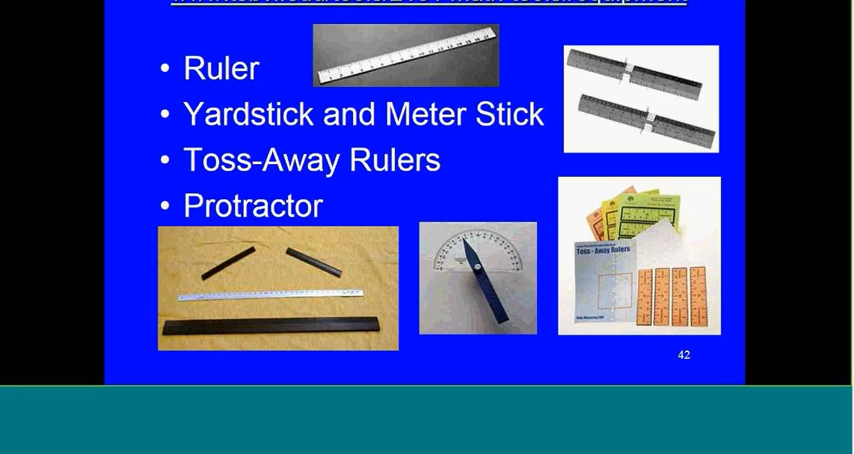 • Ruler
• Yardstick and Meter Stick
• Toss-Away Rulers
• Protractor
Toss - Away Rulers
42